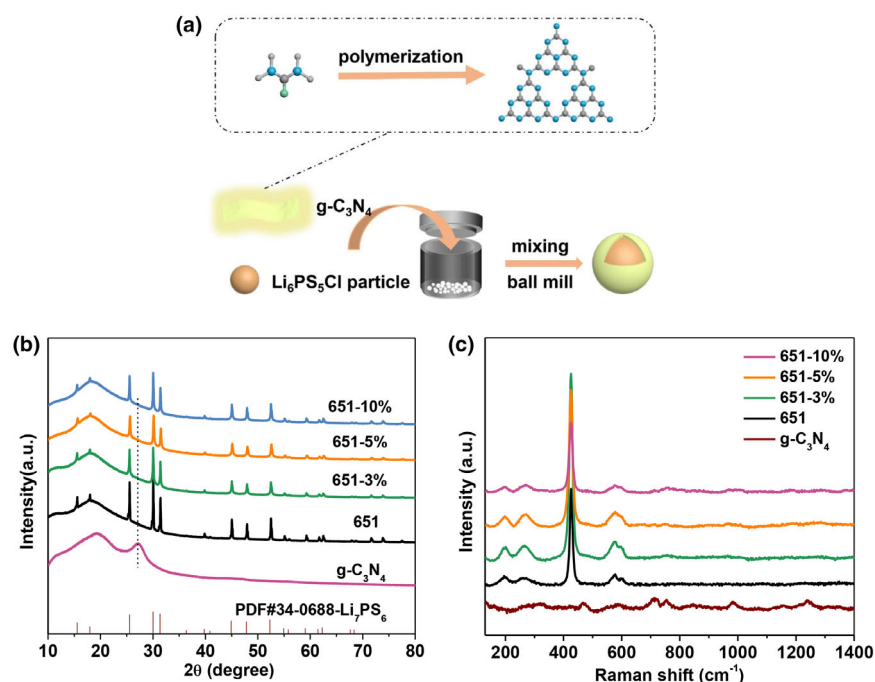 (a)
polymerization
g-C₃N₄
Li₆PS₅Cl particle
mixing
ball mill
(b)
Intensity(a.u.)
651-10%
651-5%
651-3%
651
g-C₃N₄
PDF#34-0688-Li₇PS₆
10 20 30 40 50 60 70 80
2θ (degree)
(c)
Intensity (a.u.)
651-10%
651-5%
651-3%
651
g-C₃N₄
200 400 600 800 1000 1200 1400
Raman shift (cm⁻¹)